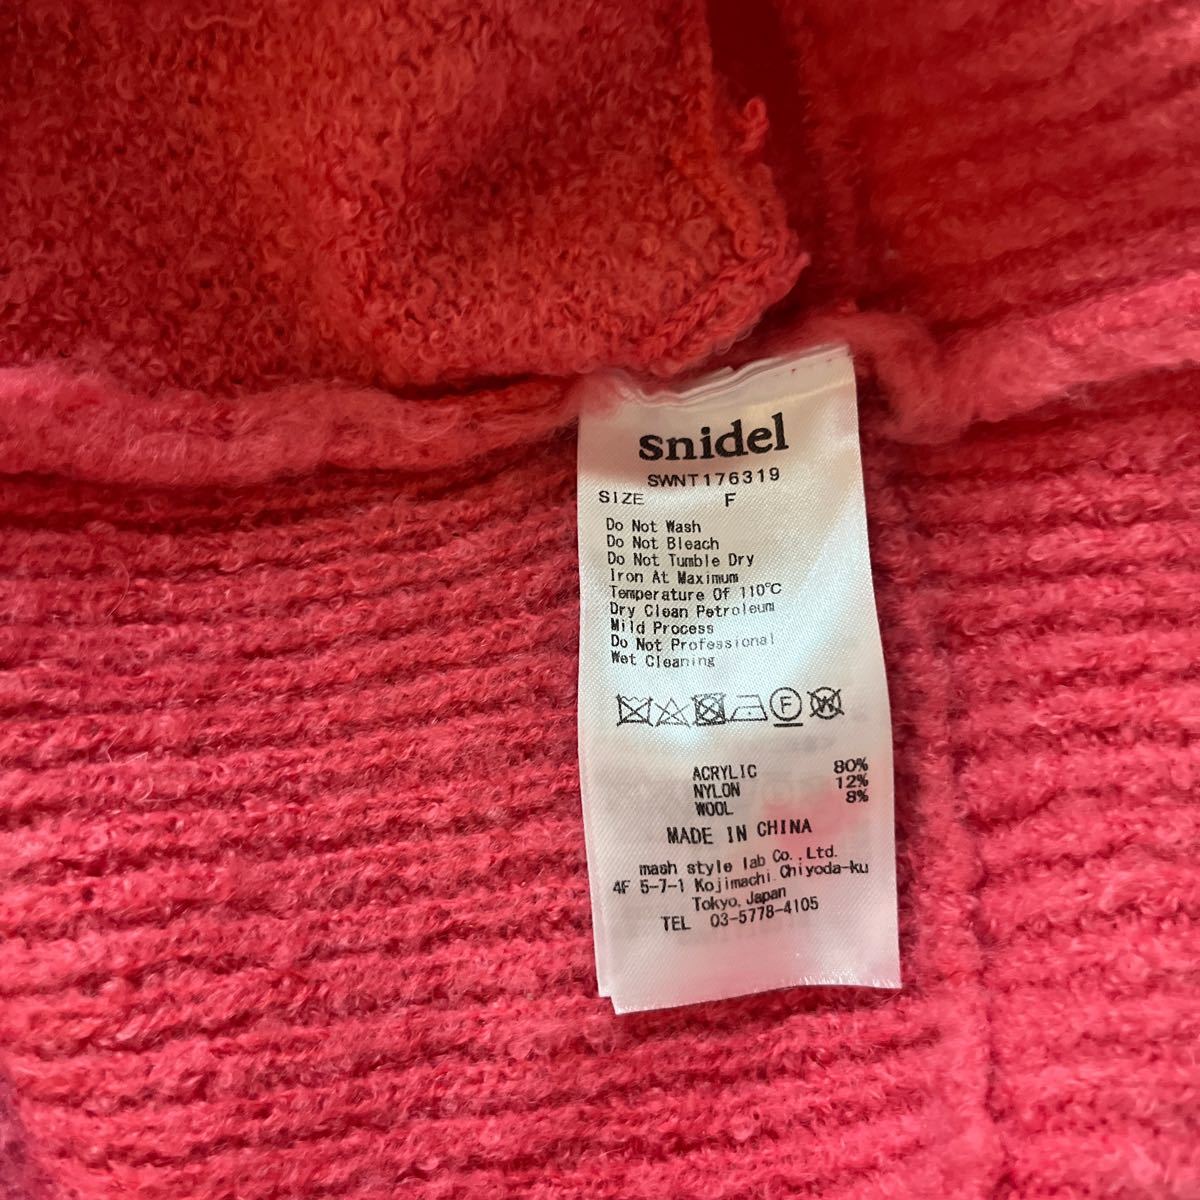 snidel
SWNT176319
SIZE F
Do Not Wash
Do Not Bleach
Do Not Tumble Dry
Iron At Maximum
Temperature Of 110℃
Dry Clean Petroleum
Mild Process
Do Not Professional
Wet Cleaning
F W
ACRYLIC 80%
NYLON 12%
WOOL 8%
MADE IN CHINA
mash style lab Co.,Ltd.
4F 5-7-1 Kojimachi Chiyoda-ku
Tokyo, Japan
TEL 03-5778-4105